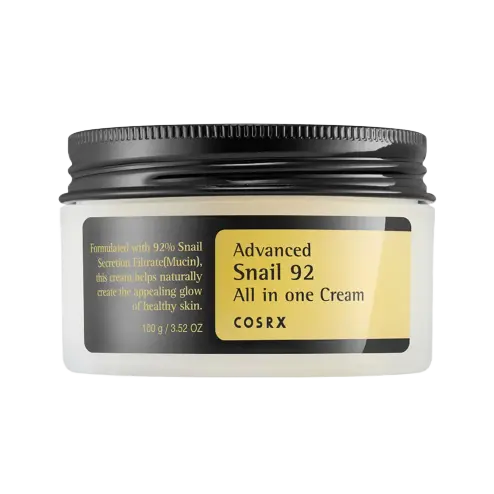 Formulated with 92% Snail
Secretion Filtrate(Mucin),
this cream helps naturally
create the appealing glow
of healthy skin.
100 g / 3.52 OZ
Advanced
Snail 92
All in one Cream
COSRX